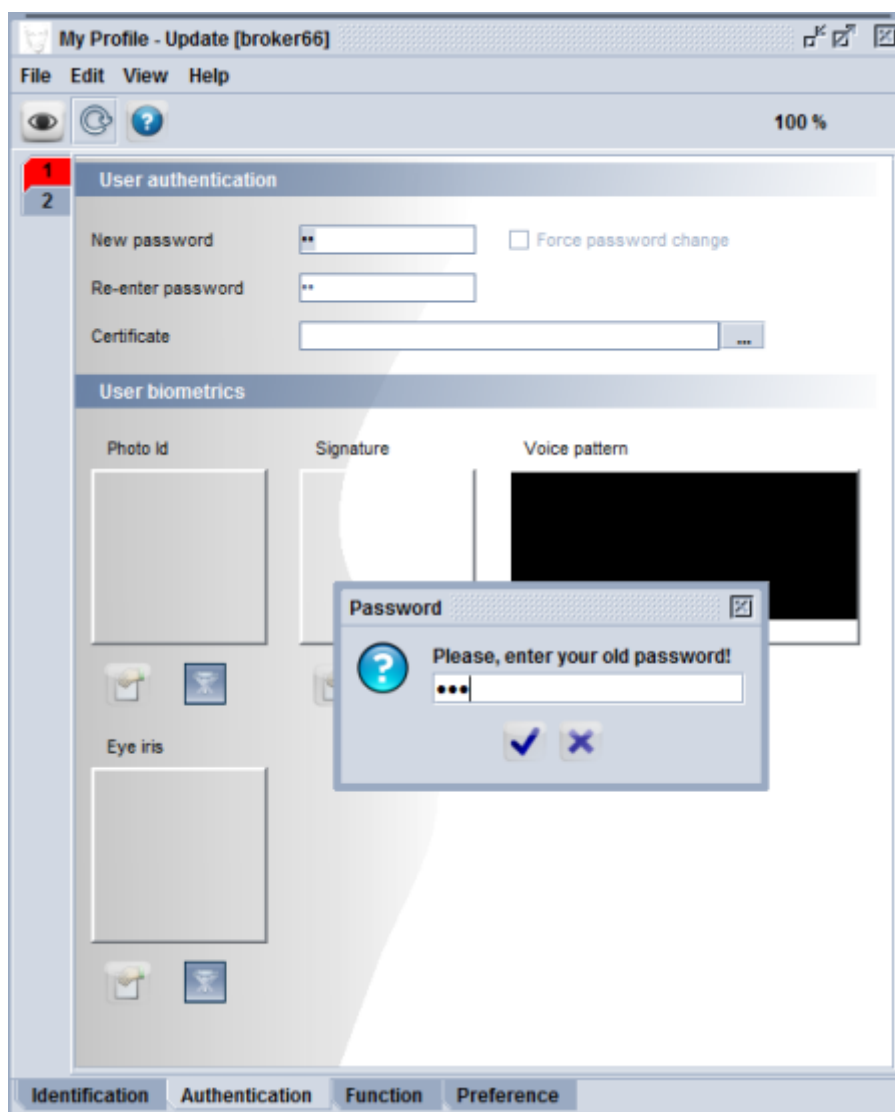 My Profile - Update [broker66]
File Edit View Help
100 %
1
2
User authentication
New password •• Force password change
Re-enter password ••
Certificate ...
User biometrics
Photo Id Signature Voice pattern
Password
Please, enter your old password!
•••
Eye iris
Identification Authentication Function Preference